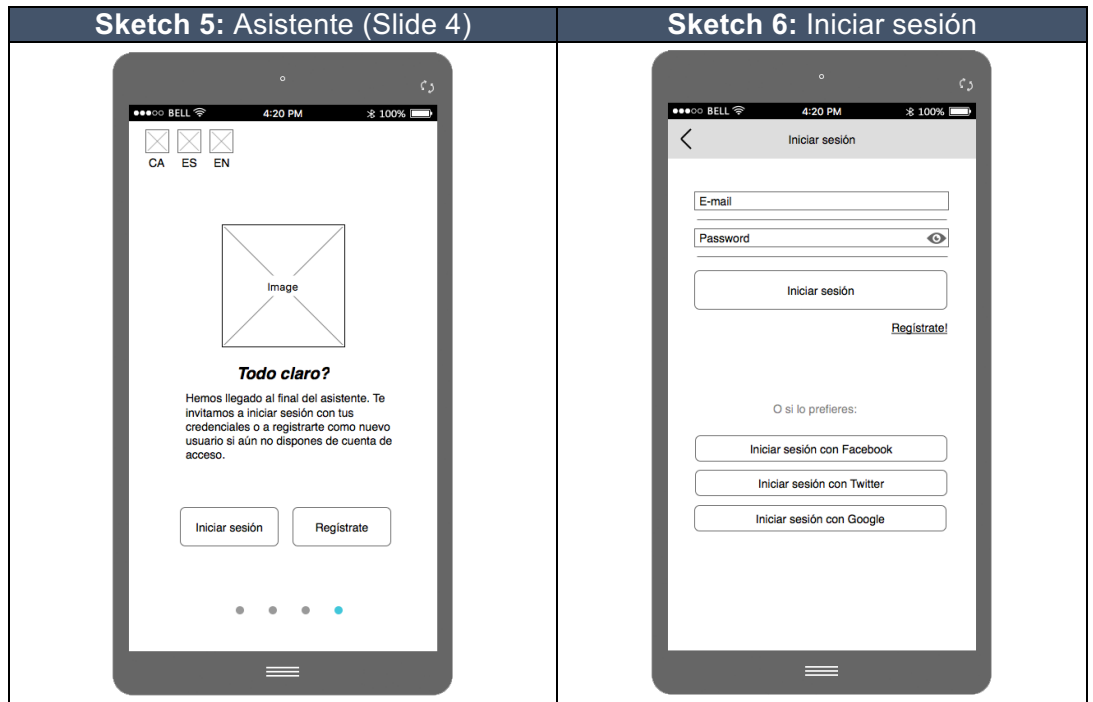 Sketch 5: Asistente (Slide 4)
BELL 4:20 PM 100%
CA ES EN
Image
Todo claro?
Hemos llegado al final del asistente. Te
invitamos a iniciar sesión con tus
credenciales o a registrarte como nuevo
usuario si aún no dispones de cuenta de
acceso.
Iniciar sesión Regístrate
Sketch 6: Iniciar sesión
BELL 4:20 PM 100%
Iniciar sesión
E-mail
Password
Iniciar sesión
Regístrate!
O si lo prefieres:
Iniciar sesión con Facebook
Iniciar sesión con Twitter
Iniciar sesión con Google